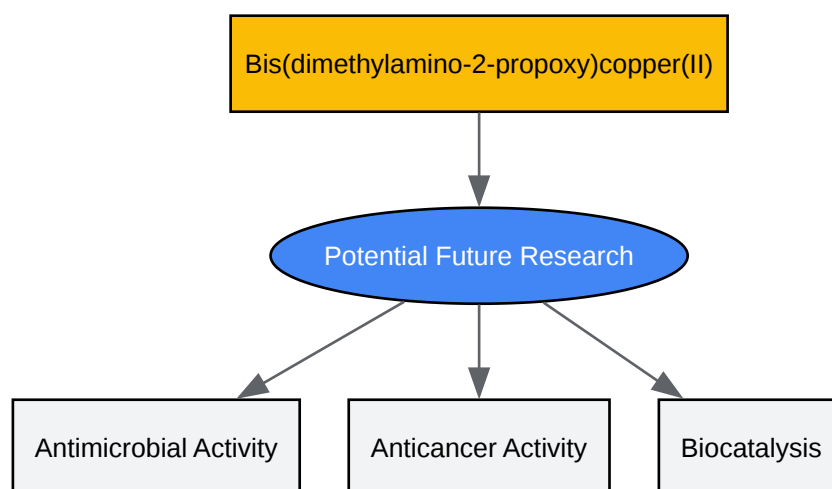 Bis(dimethylamino-2-propoxy)copper(II)
Potential Future Research
Antimicrobial Activity
Anticancer Activity
Biocatalysis